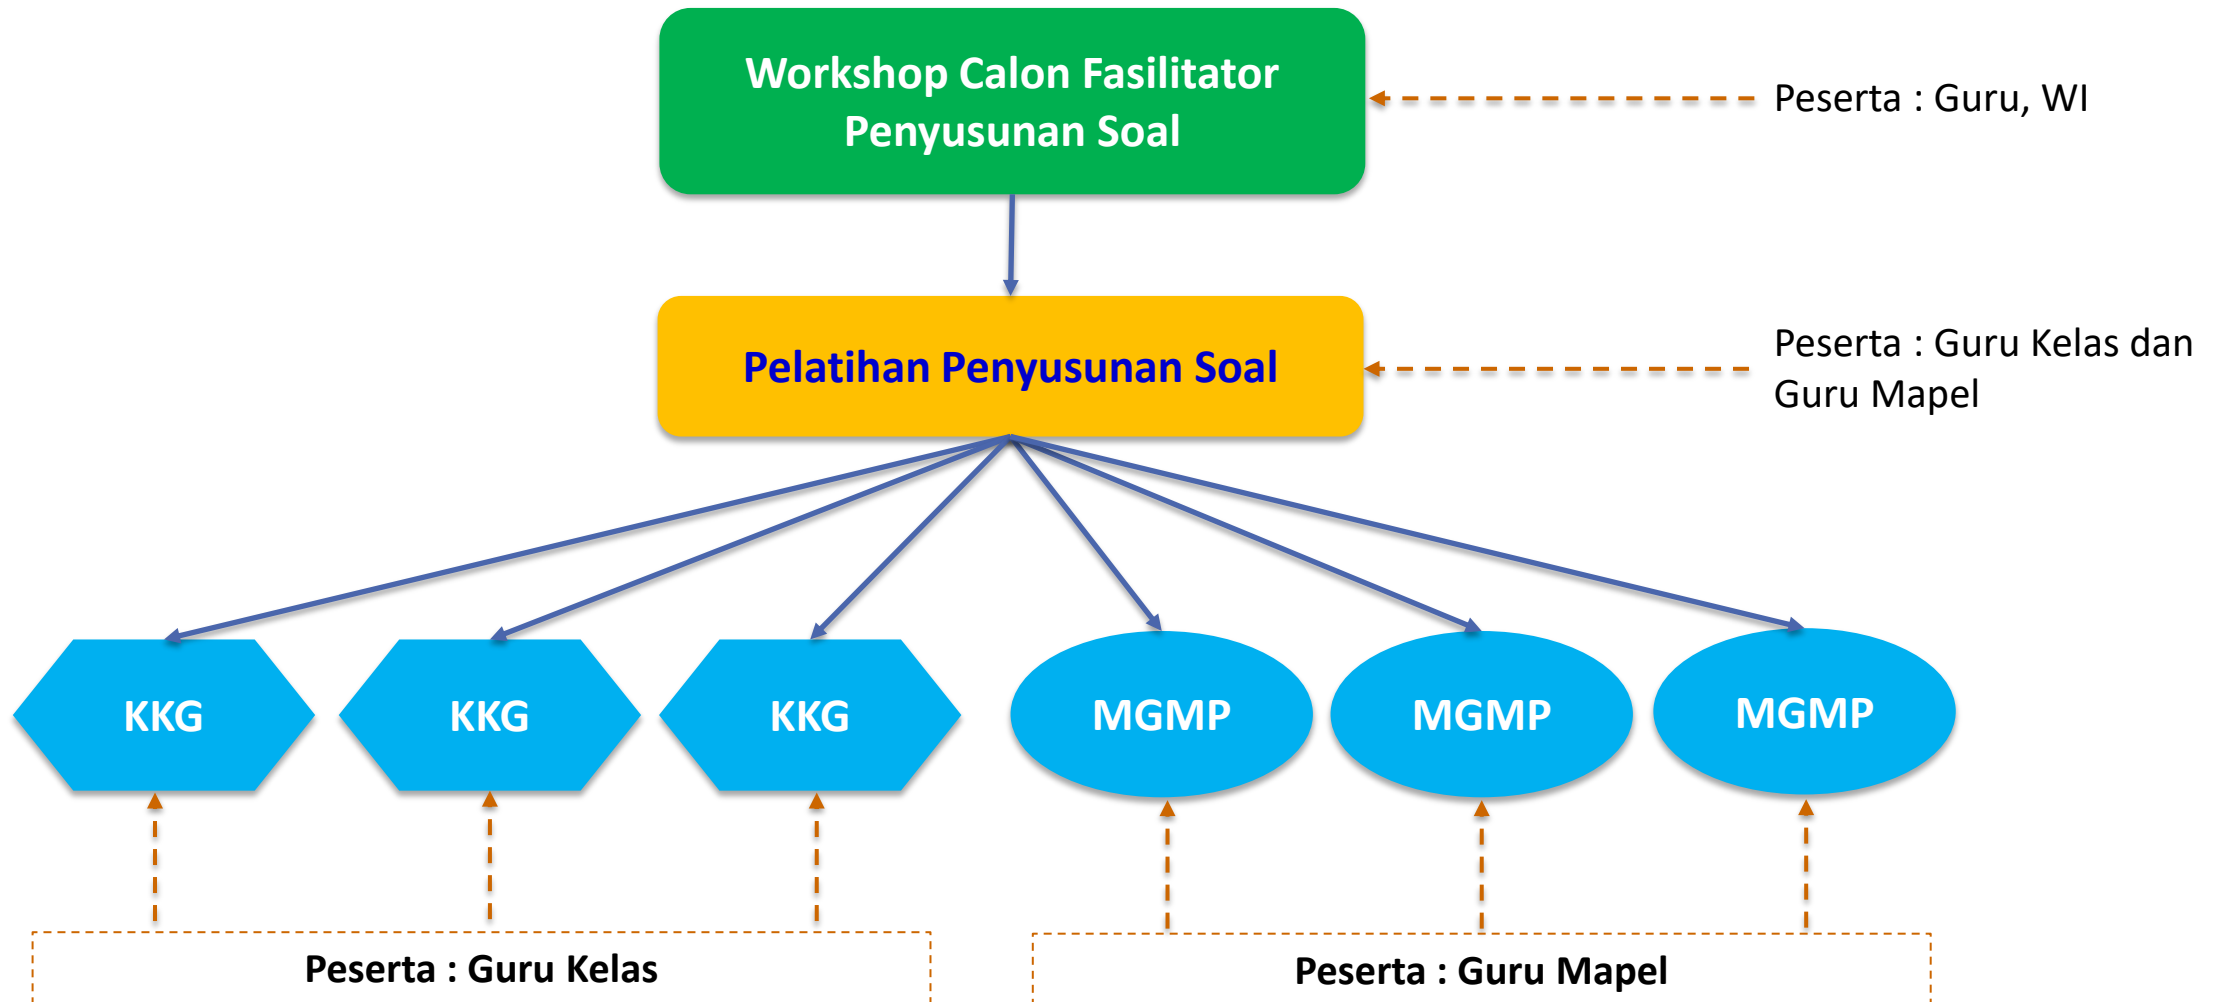 Workshop Calon Fasilitator
Penyusunan Soal
Peserta : Guru, WI
Pelatihan Penyusunan Soal
Peserta : Guru Kelas dan
Guru Mapel
KKG
KKG
KKG
MGMP
MGMP
MGMP
Peserta : Guru Kelas
Peserta : Guru Mapel